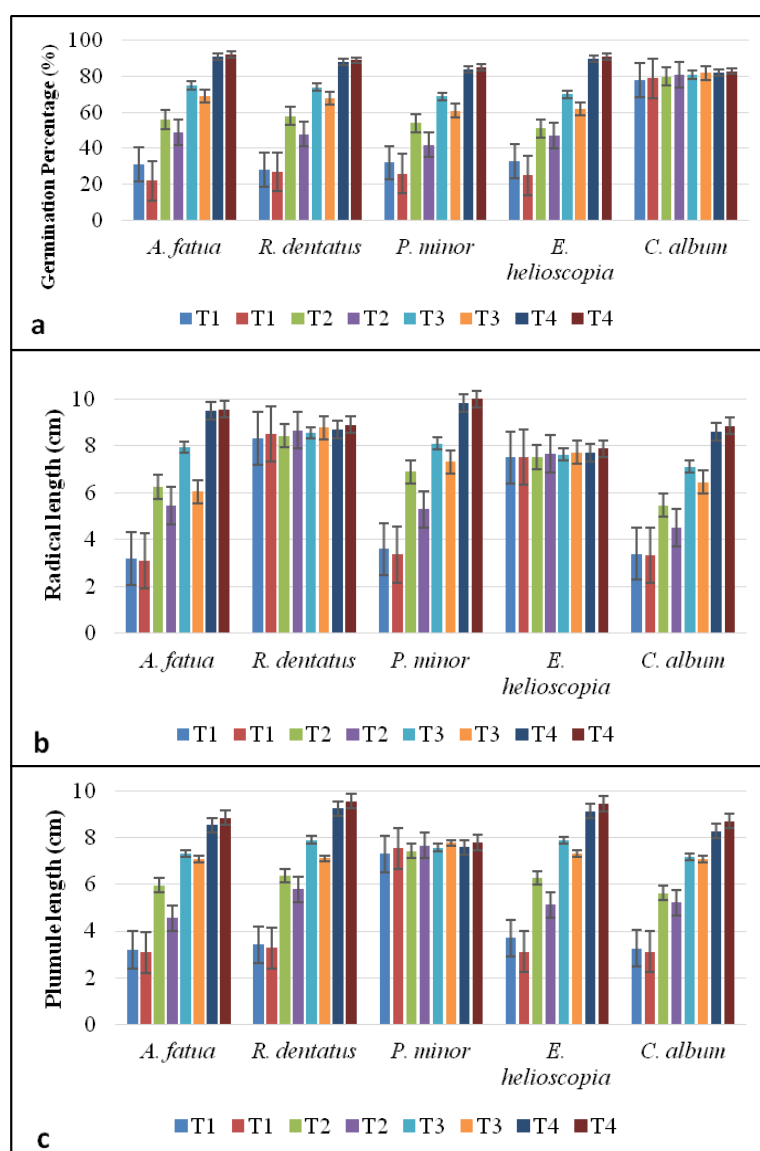 Germination Percentage (%)
100
80
60
40
20
0
A. fatua R. dentatus P. minor E. helioscopia C. album
T1 T1 T2 T2 T3 T3 T4 T4
a
Radical length (cm)
10
8
6
4
2
0
A. fatua R. dentatus P. minor E. helioscopia C. album
T1 T1 T2 T2 T3 T3 T4 T4
b
Plumule length (cm)
10
8
6
4
2
0
A. fatua R. dentatus P. minor E. helioscopia C. album
T1 T1 T2 T2 T3 T3 T4 T4
c